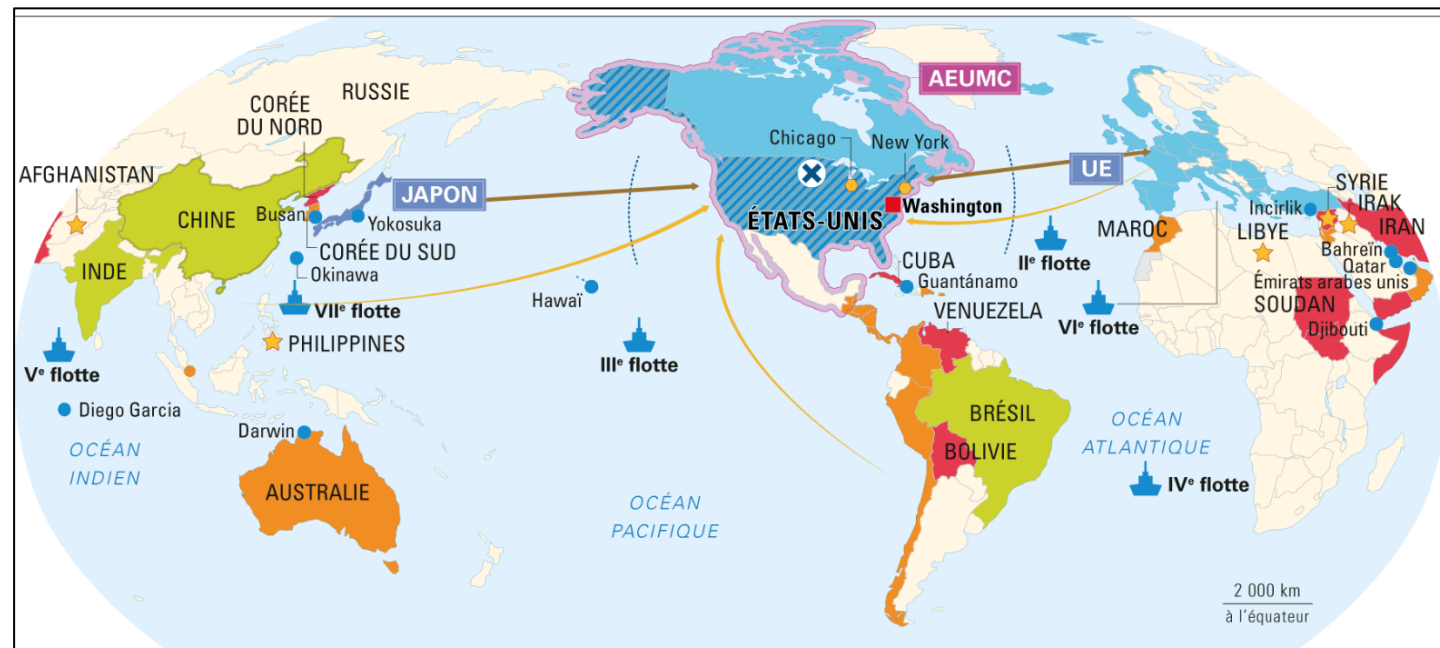 AEUMC
RUSSIE
CORÉE
DU NORD
Chicago
New York
AFGHANISTAN
JAPON
UE
SYRIE
IRAK
CHINE
Busan
Yokosuka
ÉTATS-UNIS
Washington
Incirlik
IRAN
MAROC
LIBYE
CORÉE DU SUD
Okinawa
INDE
IIe flotte
Bahreïn
Qatar
CUBA
Guantánamo
Émirats arabes unis
Hawaï
VIIe flotte
VENUEZELA
VIe flotte
SOUDAN
Djibouti
PHILIPPINES
IIIe flotte
Ve flotte
Diego Garcia
BRÉSIL
Darwin
OCÉAN
ATLANTIQUE
OCÉAN
INDIEN
BOLIVIE
AUSTRALIE
IVe flotte
OCÉAN
PACIFIQUE
2 000 km
à l'équateur